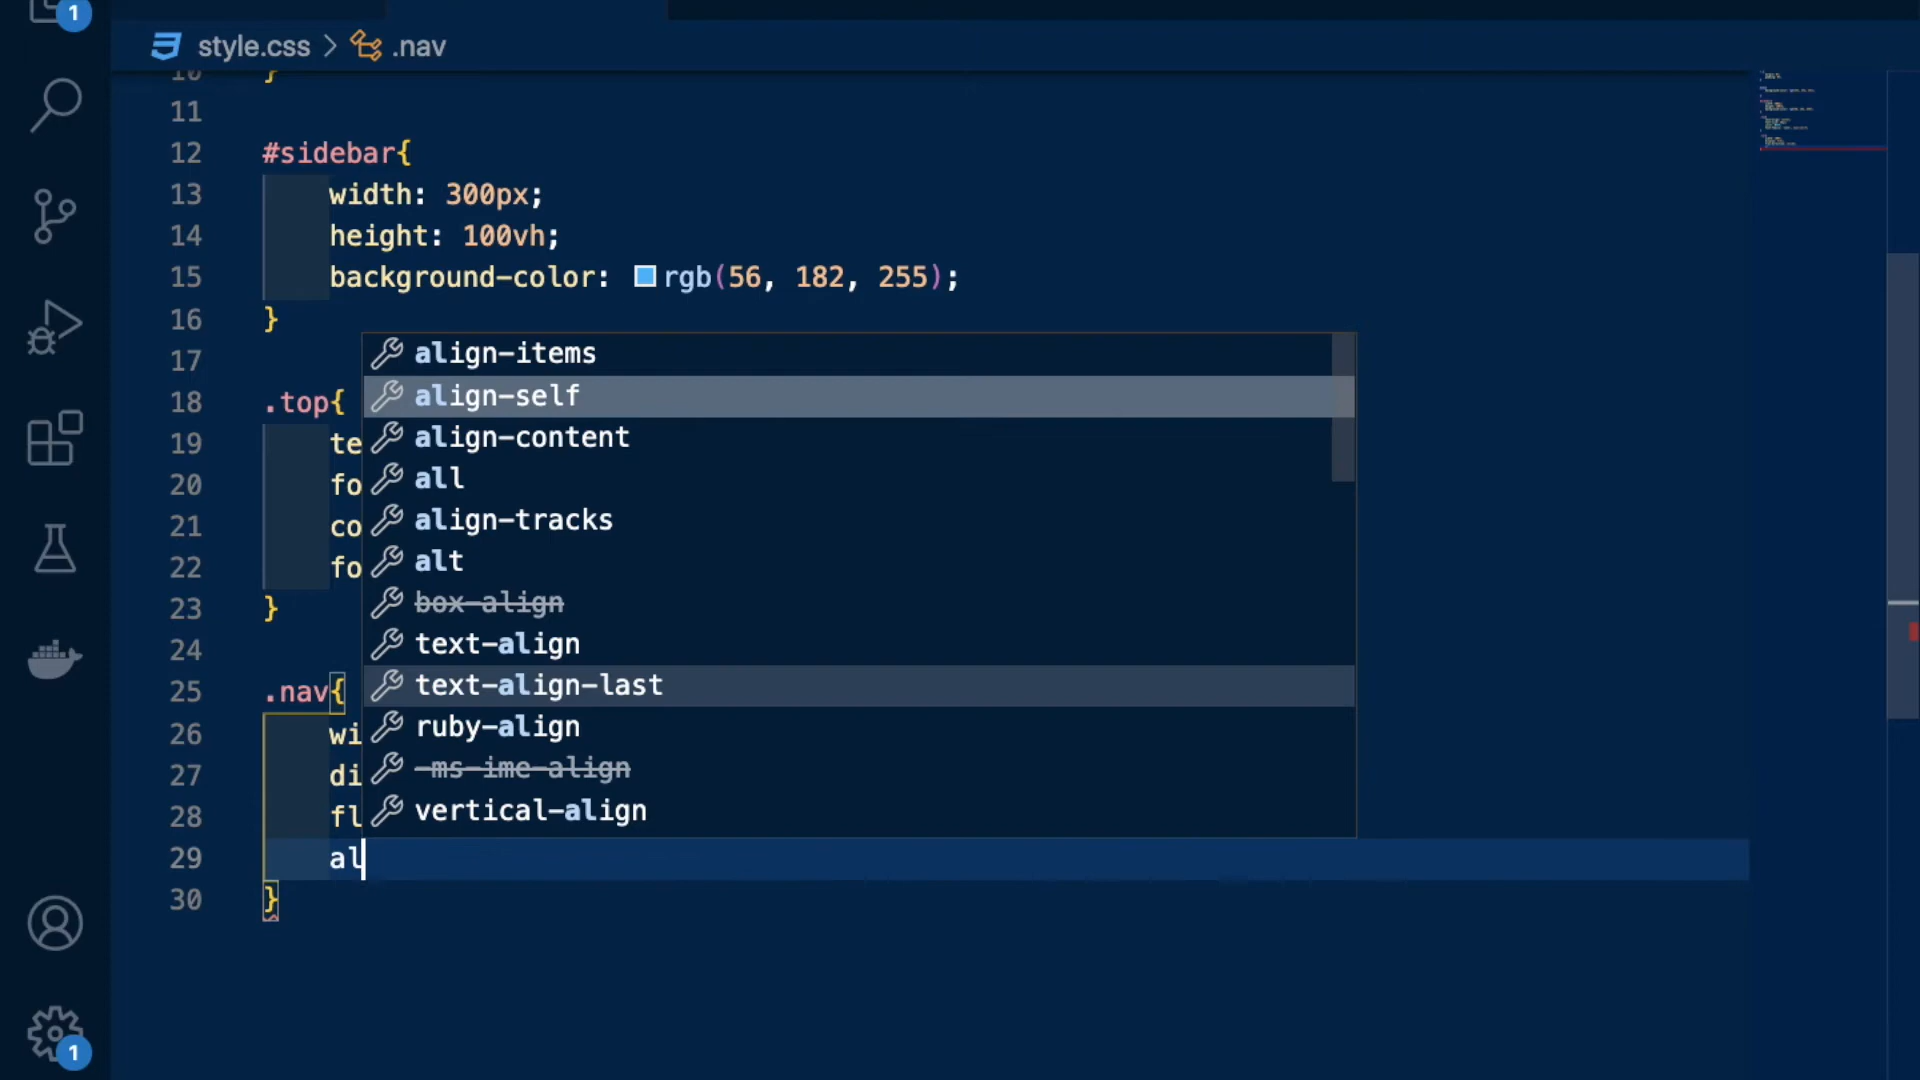 1
style.css > .nav
10 }
11
12 #sidebar{
13 width: 300px;
14 height: 100vh;
15 background-color: rgb(56, 182, 255);
16 }
17
align-items
18 .top{
align-self
19 te
align-content
20 fo
all
21 co
align-tracks
22 fo
alt
23 }
box-align
24
text-align
25 .nav{
text-align-last
26 wi
ruby-align
27 di
-ms-ime-align
28 fl
vertical-align
29 al
30 }
1